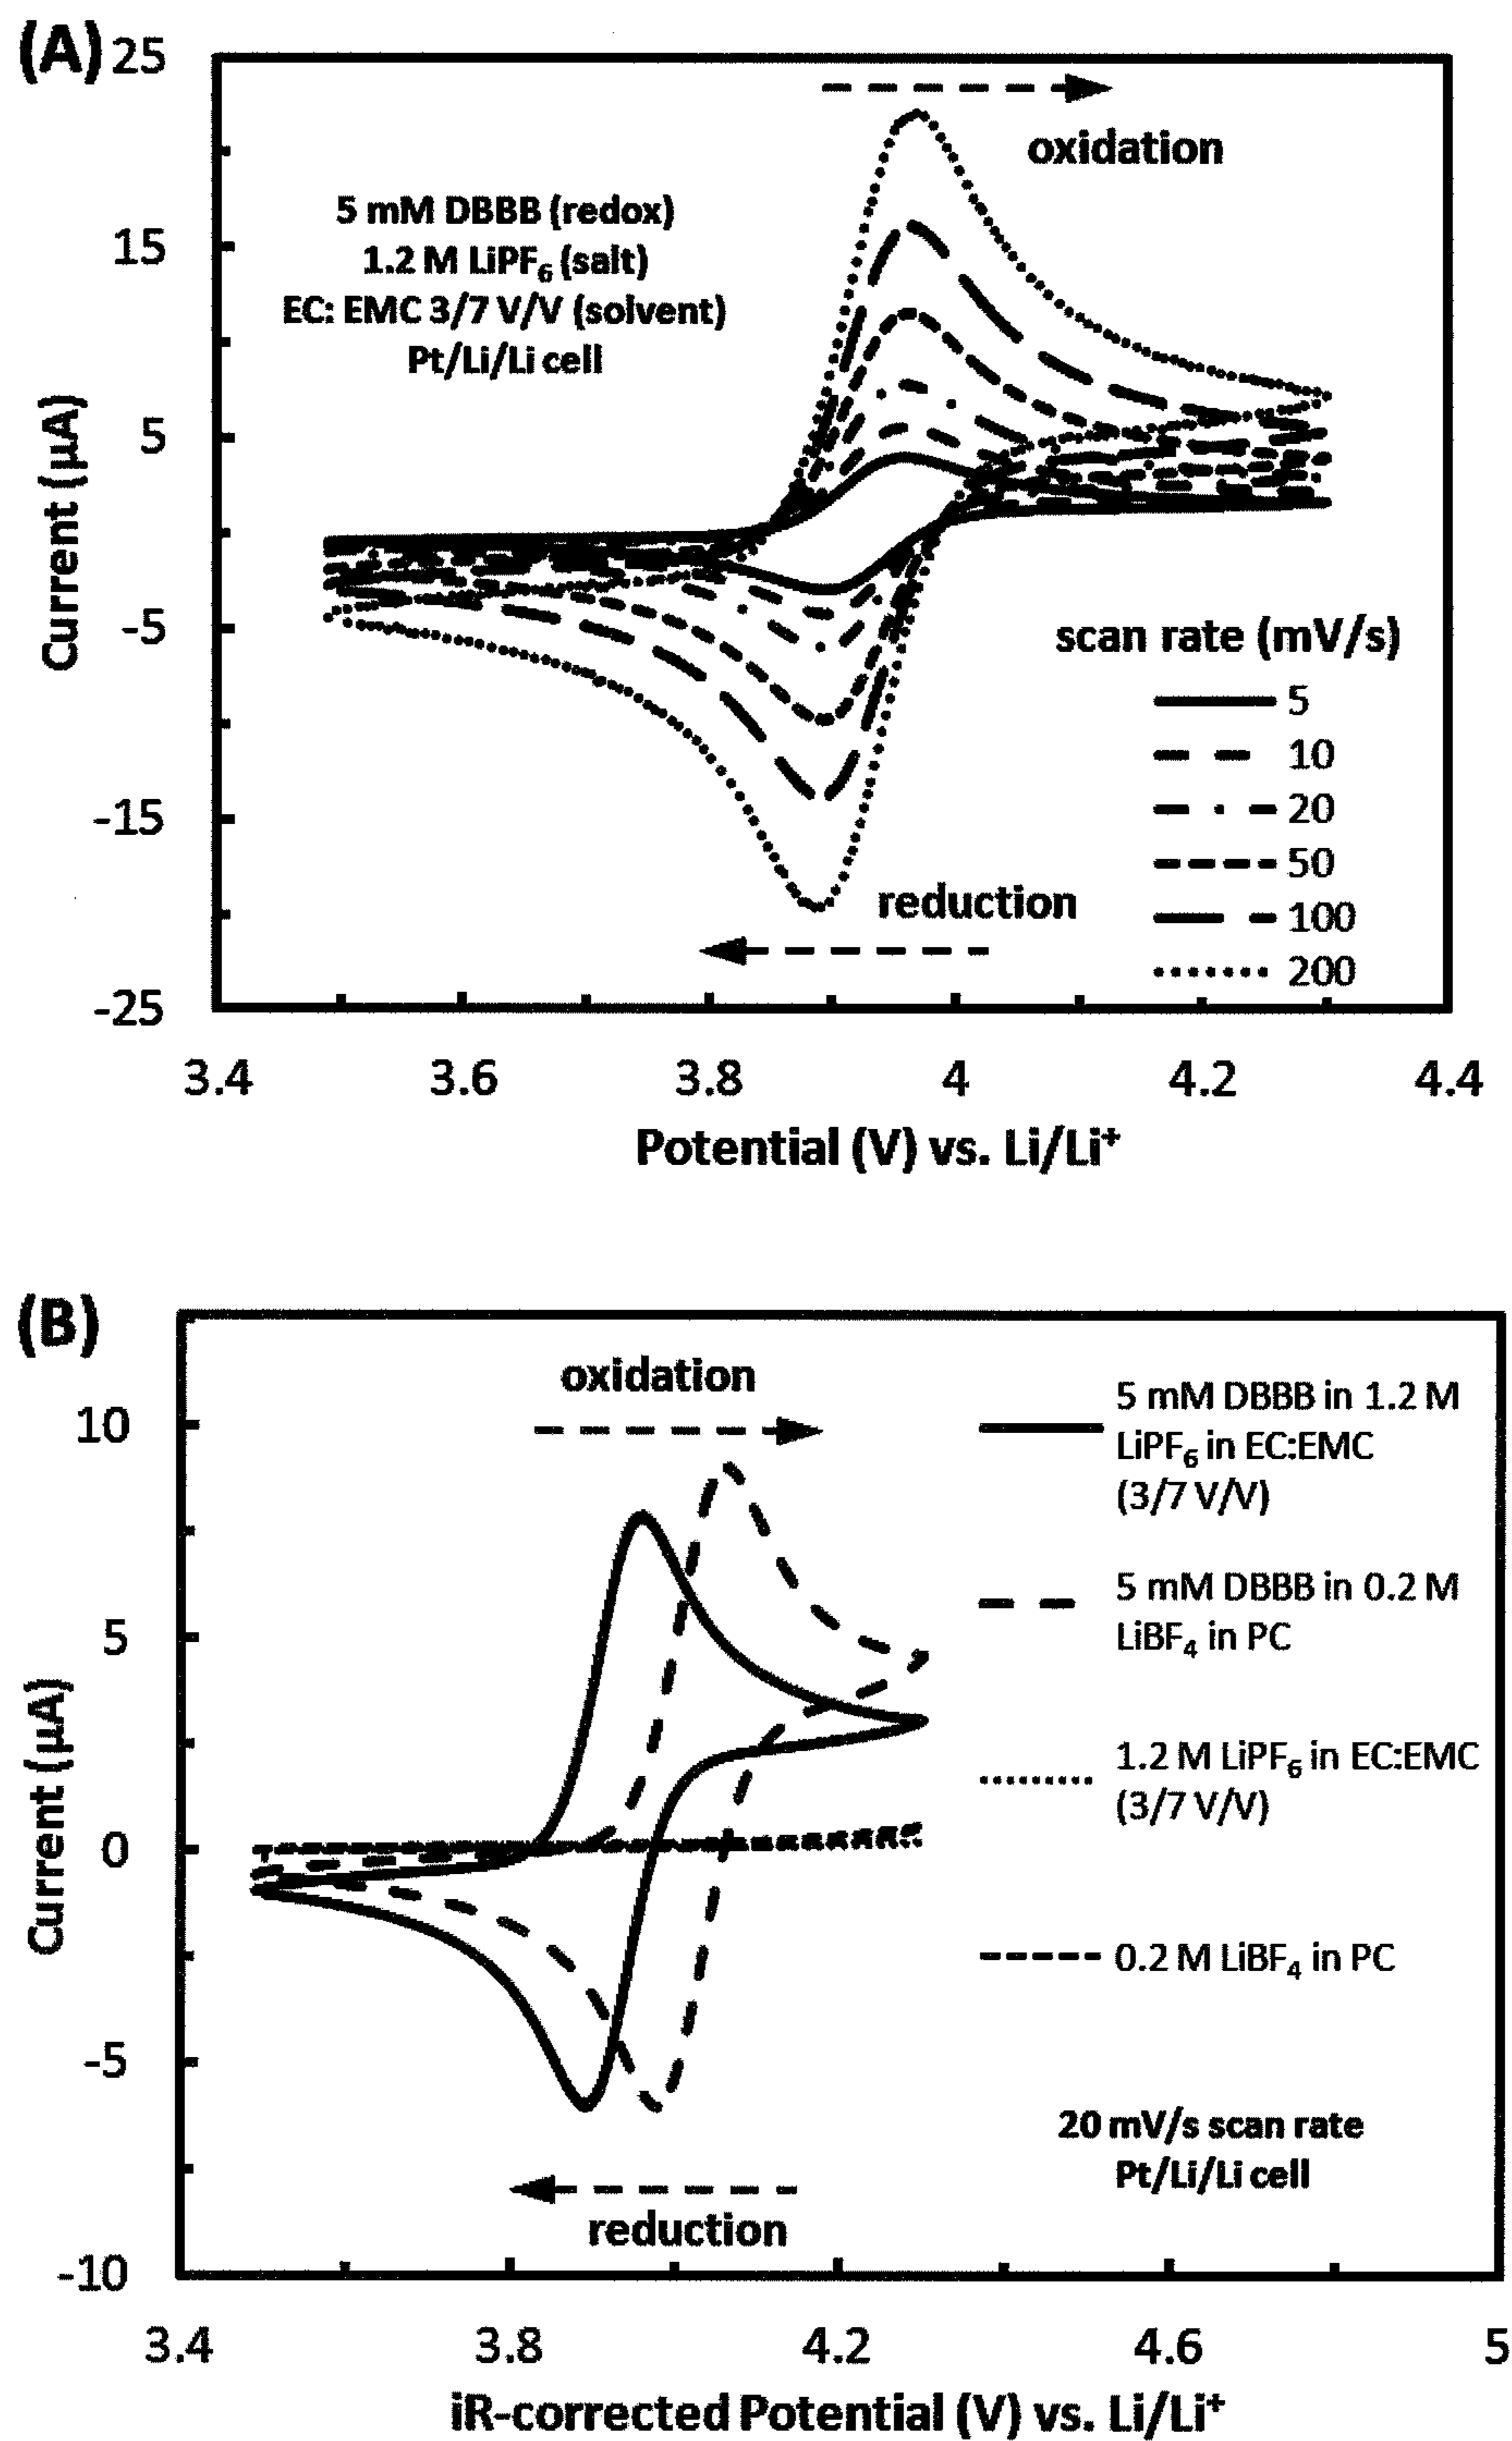 (A)
25
15
5
-5
-15
-25
Current (μA)
oxidation
5 mM DBBB (redox)
1.2 M LiPF₆ (salt)
EC: EMC 3/7 V/V (solvent)
Pt/Li/Li cell
scan rate (mV/s)
5
10
20
50
100
200
reduction
3.4 3.6 3.8 4 4.2 4.4
Potential (V) vs. Li/Li⁺
(B)
10
5
0
-5
-10
Current (μA)
oxidation
5 mM DBBB in 1.2 M
LiPF₆ in EC:EMC
(3/7 V/V)
5 mM DBBB in 0.2 M
LiBF₄ in PC
1.2 M LiPF₆ in EC:EMC
(3/7 V/V)
0.2 M LiBF₄ in PC
20 mV/s scan rate
Pt/Li/Li cell
reduction
3.4 3.8 4.2 4.6 5
iR-corrected Potential (V) vs. Li/Li⁺